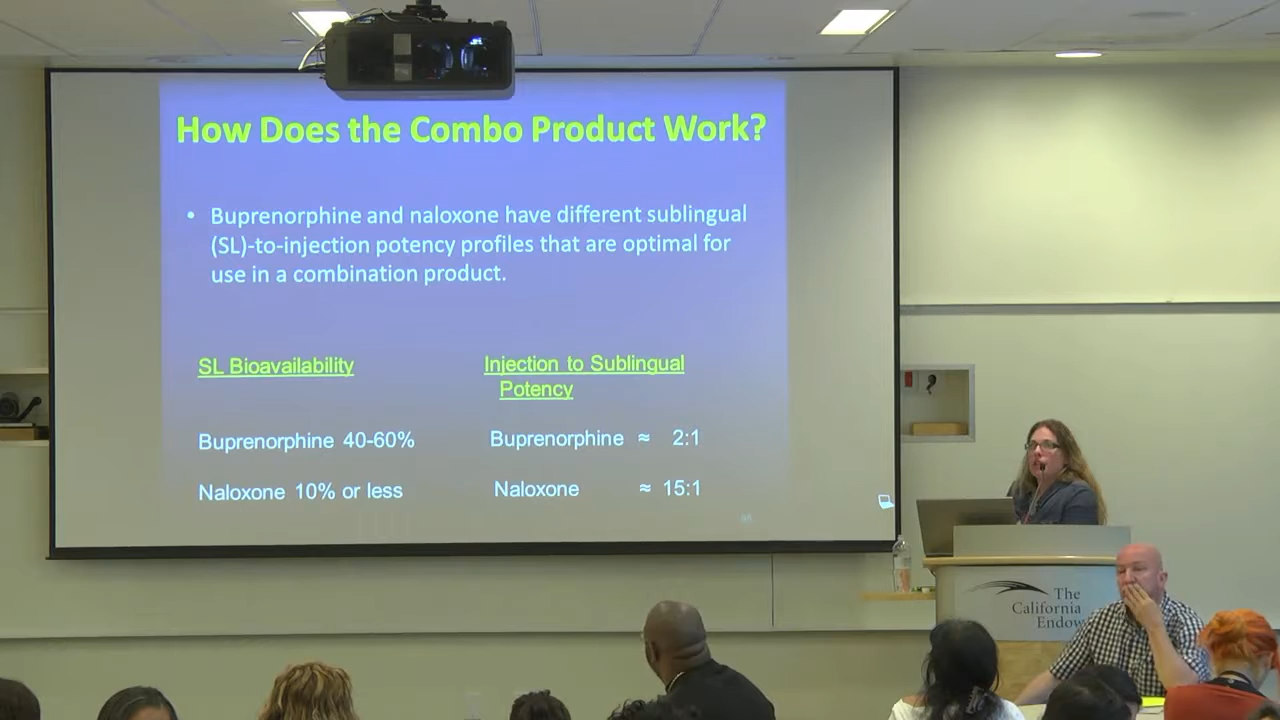 How Does the Combo Product Work?
• Buprenorphine and naloxone have different sublingual
(SL)-to-injection potency profiles that are optimal for
use in a combination product.
SL Bioavailability
Injection to Sublingual
Potency
Buprenorphine 40-60%
Buprenorphine ≈ 2:1
Naloxone 10% or less
Naloxone ≈ 15:1
The
California
Endow